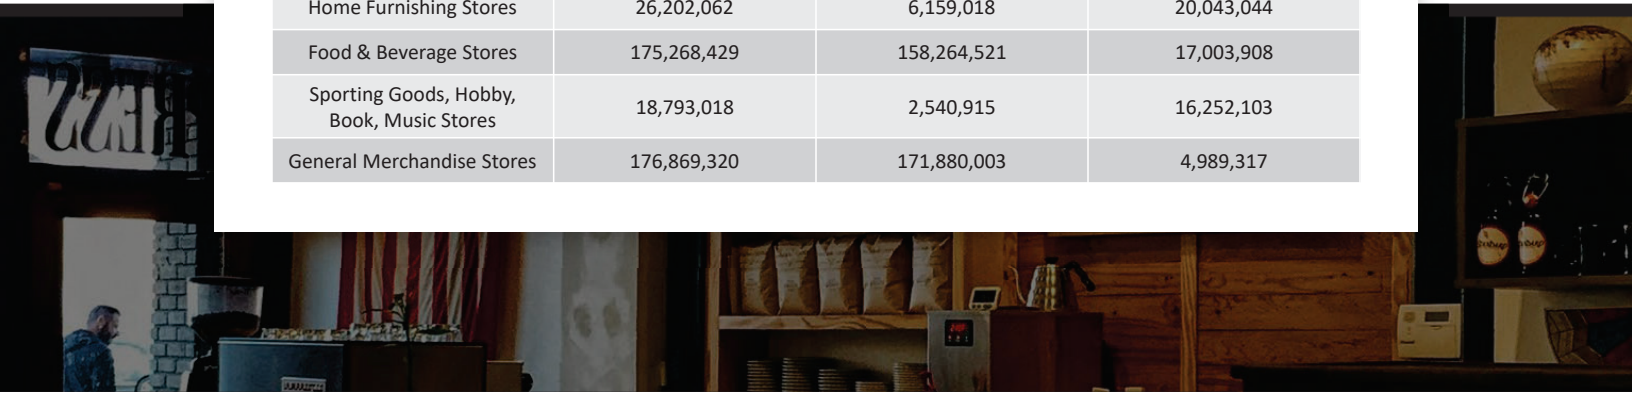 Home Furnishing Stores 26,202,062 6,159,018 20,043,044
Food & Beverage Stores 175,268,429 158,264,521 17,003,908
Sporting Goods, Hobby,
Book, Music Stores 18,793,018 2,540,915 16,252,103
General Merchandise Stores 176,869,320 171,880,003 4,989,317